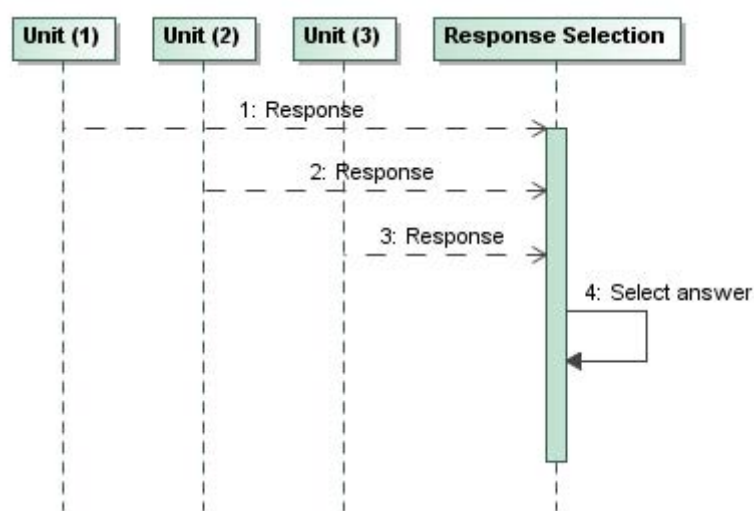 Unit (1) Unit (2) Unit (3) Response Selection
1: Response
2: Response
3: Response
4: Select answer